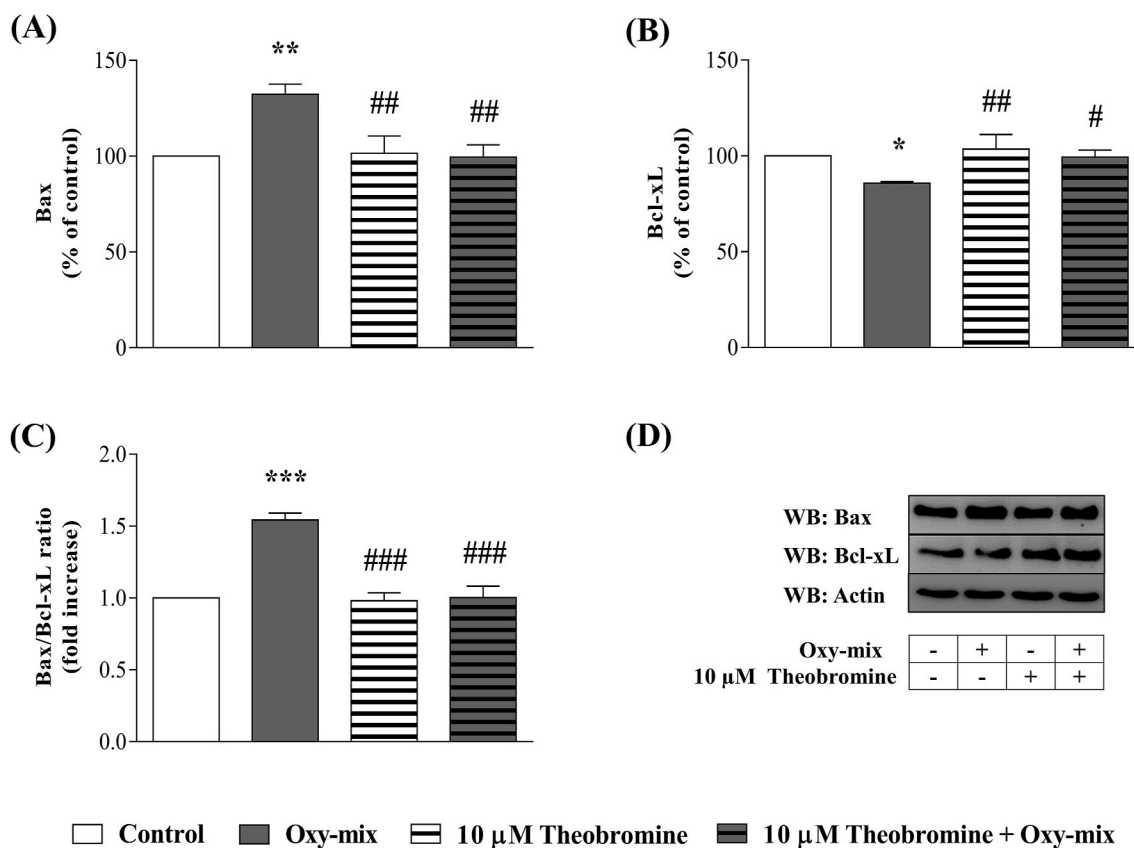 (A)
Bax
(% of control)
150
100
50
0
**
##
##
(B)
Bcl-xL
(% of control)
150
100
50
0
*
##
#
(C)
Bax/Bcl-xL ratio
(fold increase)
2.0
1.5
1.0
0.5
0.0
***
###
###
(D)
WB: Bax
WB: Bcl-xL
WB: Actin
Oxy-mix - + - +
10 µM Theobromine - - + +
Control Oxy-mix 10 µM Theobromine 10 µM Theobromine + Oxy-mix